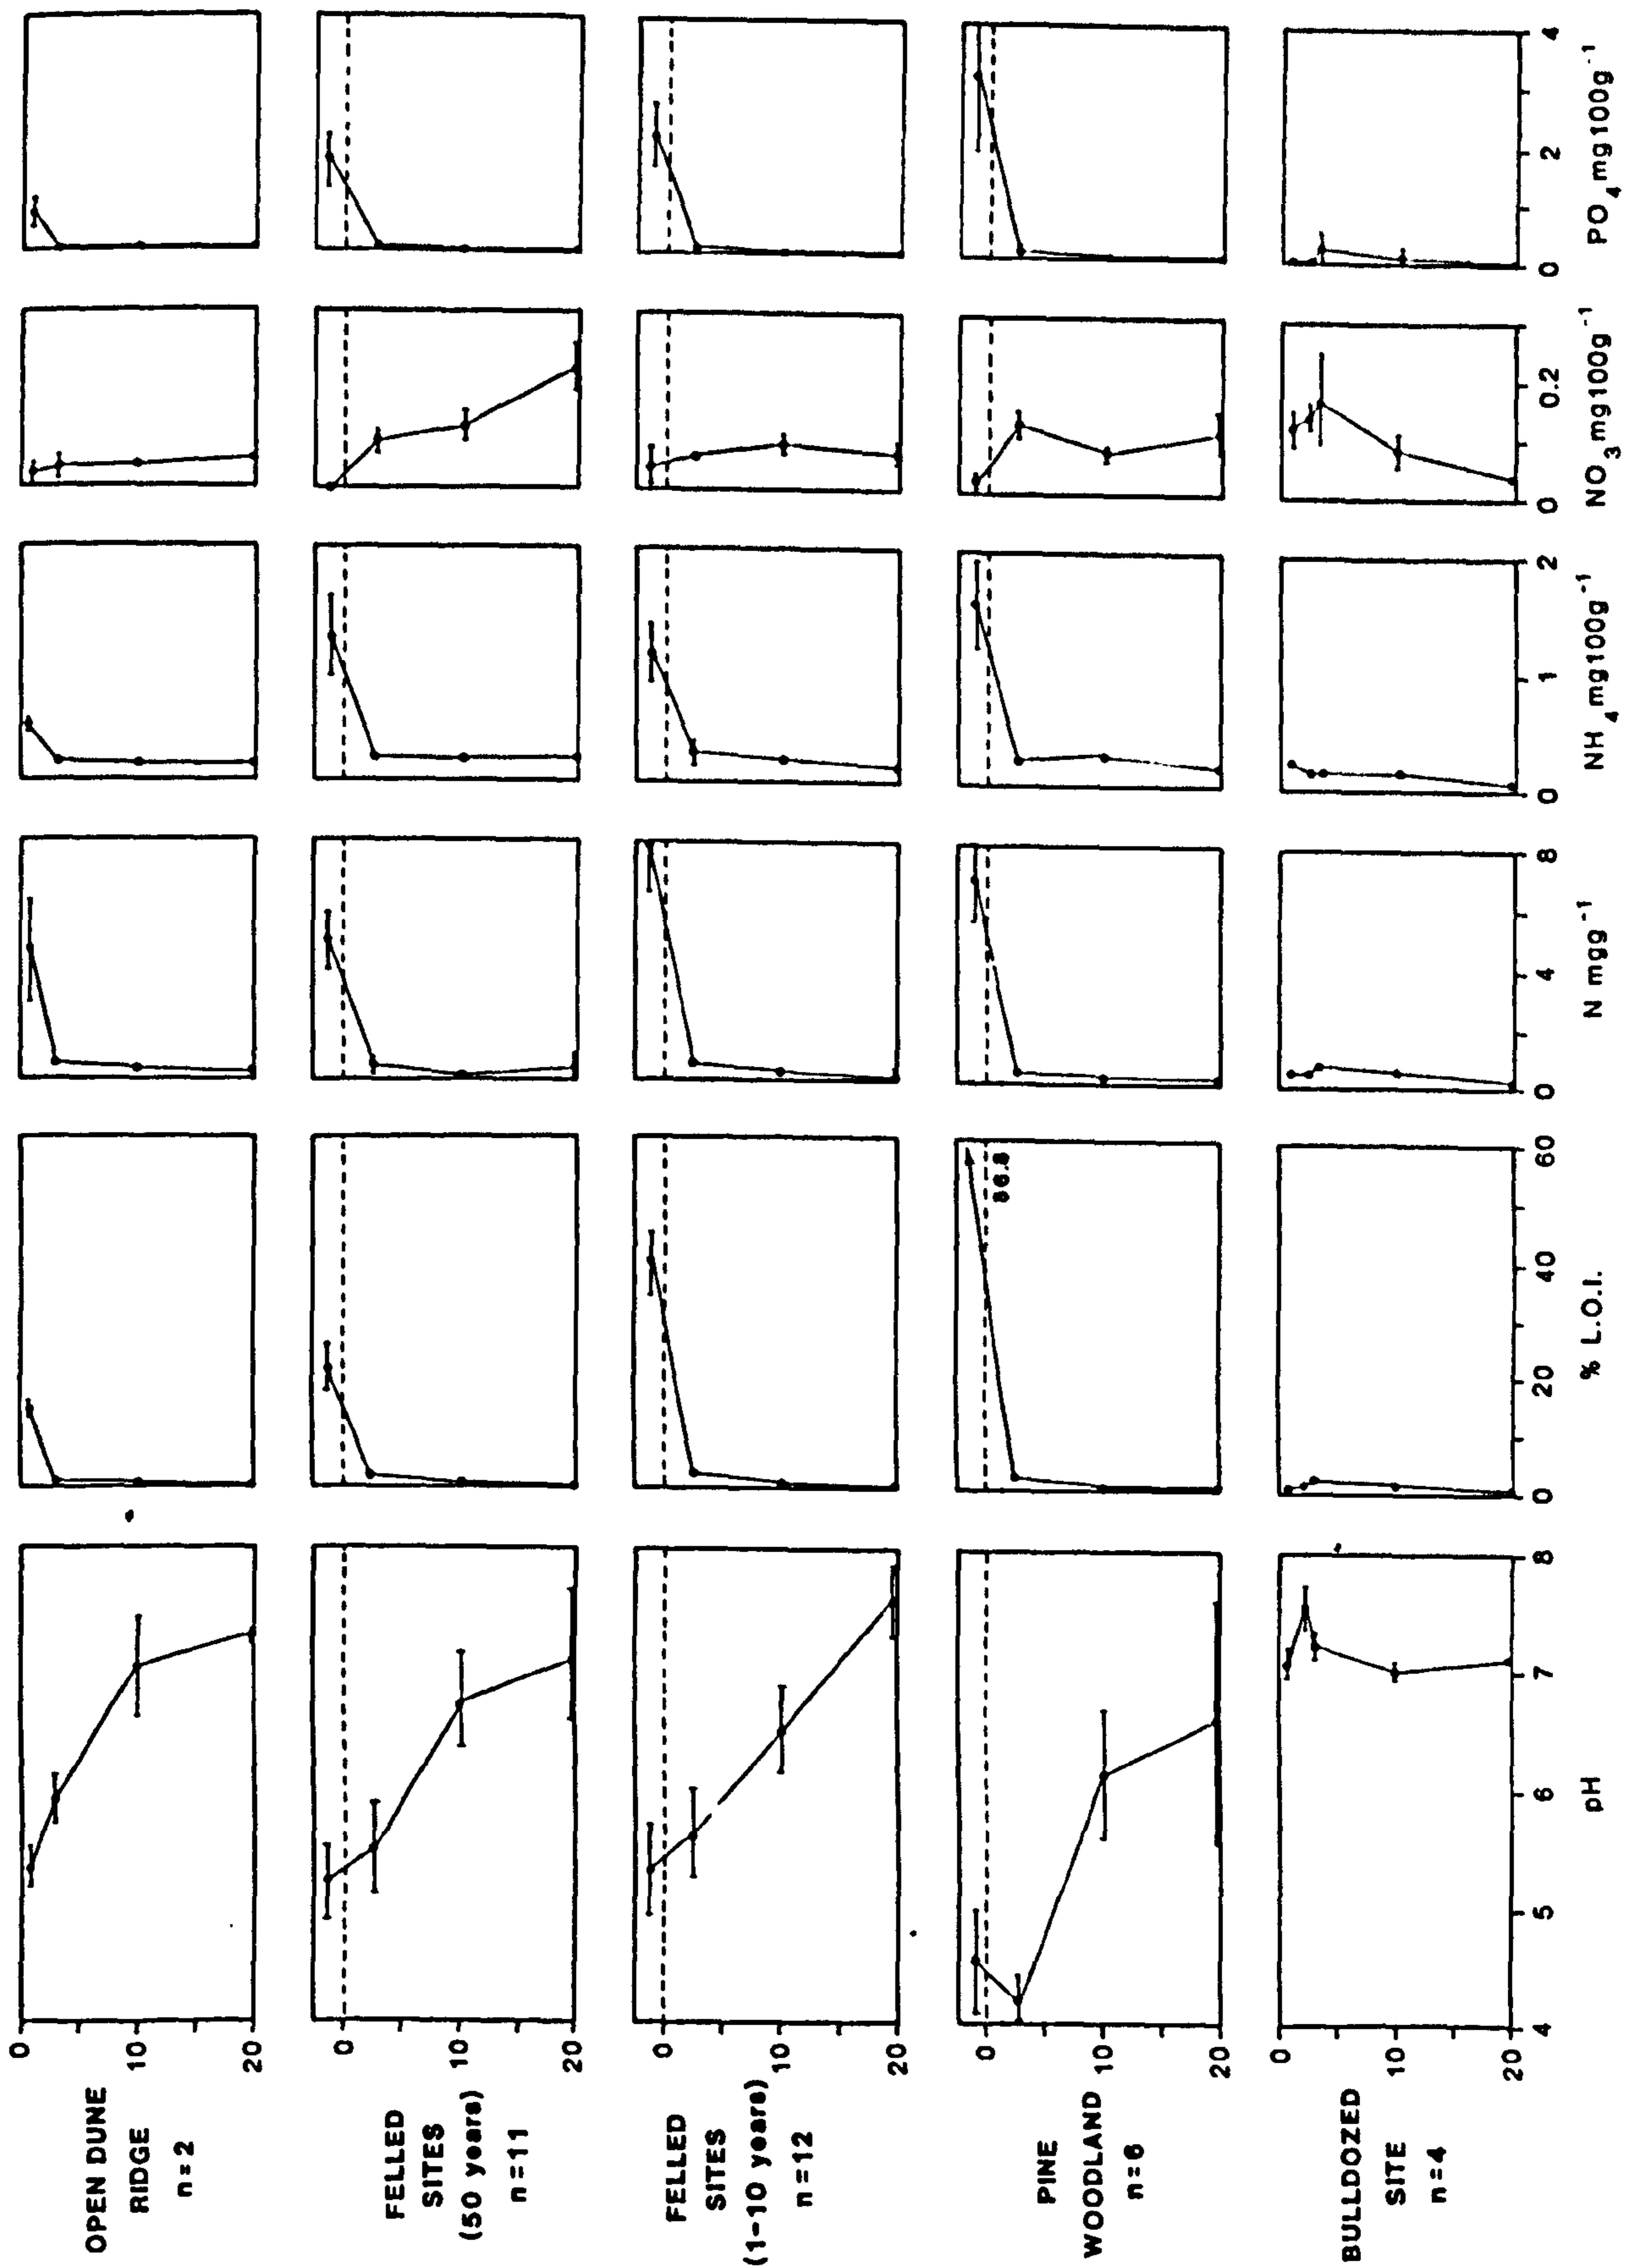 OPEN DUNE
RIDGE
n=2
0
10
20
FELLED
SITES
(50 years)
n=11
0
10
20
FELLED
SITES
(1-10 years)
n=12
0
10
20
PINE
WOODLAND
n=6
0
10
20
86.8
BULLDOZED
SITE
n=4
0
10
20
4 5 6 7 8
pH
0 20 40 60
% L.O.I.
0 4 8
N mgg⁻¹
0 1 2
NH₄ mg100g⁻¹
0 0.2
NO₃ mg100g⁻¹
0 2 4
PO₄ mg100g⁻¹